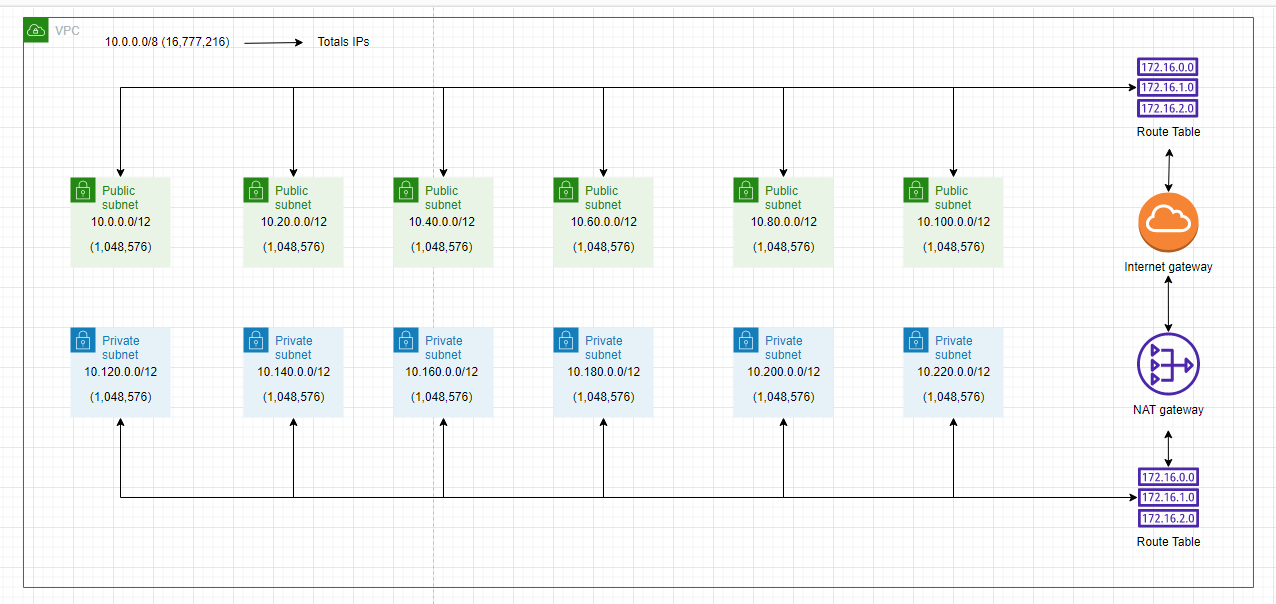 VPC
10.0.0.0/8 (16,777,216)
Totals IPs
172.16.0.0
172.16.1.0
172.16.2.0
Route Table
Public
subnet
10.0.0.0/12
(1,048,576)
Public
subnet
10.20.0.0/12
(1,048,576)
Public
subnet
10.40.0.0/12
(1,048,576)
Public
subnet
10.60.0.0/12
(1,048,576)
Public
subnet
10.80.0.0/12
(1,048,576)
Public
subnet
10.100.0.0/12
(1,048,576)
Internet gateway
Private
subnet
10.120.0.0/12
(1,048,576)
Private
subnet
10.140.0.0/12
(1,048,576)
Private
subnet
10.160.0.0/12
(1,048,576)
Private
subnet
10.180.0.0/12
(1,048,576)
Private
subnet
10.200.0.0/12
(1,048,576)
Private
subnet
10.220.0.0/12
(1,048,576)
NAT gateway
172.16.0.0
172.16.1.0
172.16.2.0
Route Table